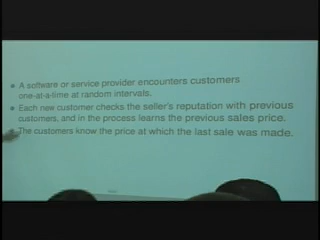 A software or service provider encounters customers
one-at-a-time at random intervals.
Each new customer checks the seller's reputation with previous
customers, and in the process learns the previous sales price.
The customers know the price at which the last sale was made.